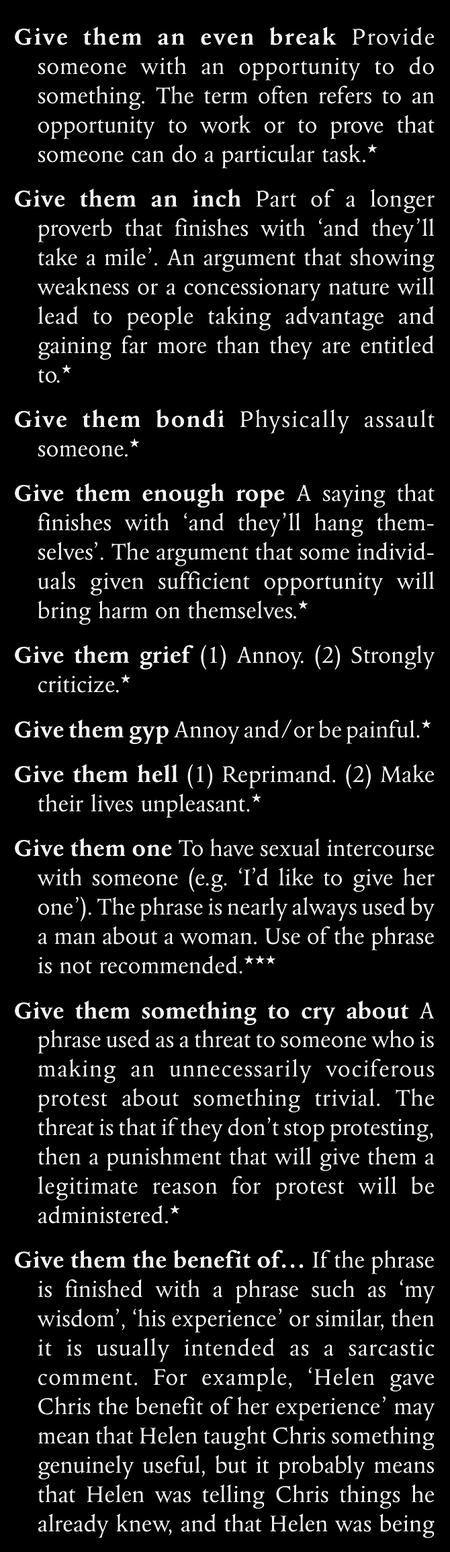 Give them an even break Provide
someone with an opportunity to do
something. The term often refers to an
opportunity to work or to prove that
someone can do a particular task.★
Give them an inch Part of a longer
proverb that finishes with ‘and they’ll
take a mile’. An argument that showing
weakness or a concessionary nature will
lead to people taking advantage and
gaining far more than they are entitled
to.★
Give them bondi Physically assault
someone.★
Give them enough rope A saying that
finishes with ‘and they’ll hang them-
selves’. The argument that some individ-
uals given sufficient opportunity will
bring harm on themselves.★
Give them grief (1) Annoy. (2) Strongly
criticize.★
Give them gyp Annoy and/or be painful.★
Give them hell (1) Reprimand. (2) Make
their lives unpleasant.★
Give them one To have sexual intercourse
with someone (e.g. ‘I’d like to give her
one’). The phrase is nearly always used by
a man about a woman. Use of the phrase
is not recommended.★★★
Give them something to cry about A
phrase used as a threat to someone who is
making an unnecessarily vociferous
protest about something trivial. The
threat is that if they don’t stop protesting,
then a punishment that will give them a
legitimate reason for protest will be
administered.★
Give them the benefit of… If the phrase
is finished with a phrase such as ‘my
wisdom’, ‘his experience’ or similar, then
it is usually intended as a sarcastic
comment. For example, ‘Helen gave
Chris the benefit of her experience’ may
mean that Helen taught Chris something
genuinely useful, but it probably means
that Helen was telling Chris things he
already knew, and that Helen was being